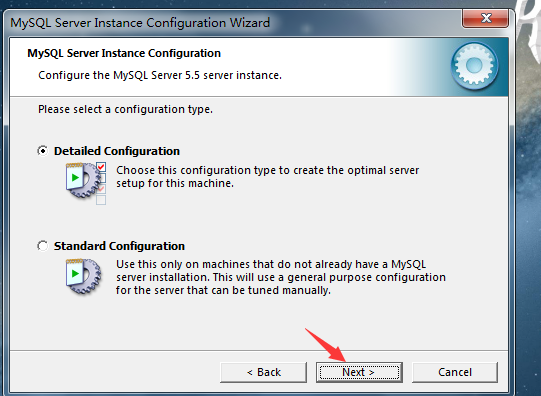 MySQL Server Instance Configuration Wizard
MySQL Server Instance Configuration
Configure the MySQL Server 5.5 server instance.
Please select a configuration type.
Detailed Configuration
Choose this configuration type to create the optimal server
setup for this machine.
Standard Configuration
Use this only on machines that do not already have a MySQL
server installation. This will use a general purpose configuration
for the server that can be tuned manually.
< Back
Next >
Cancel